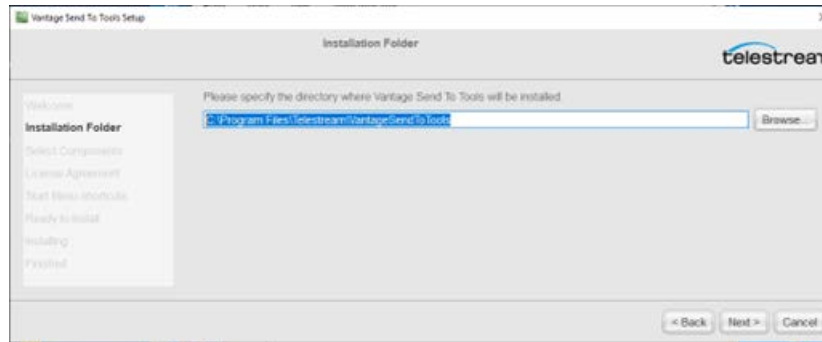 Vantage Send To Tools Setup
Installation Folder
telestream
Please specify the directory where Vantage Send To Tools will be installed.
C:\Program Files\Telestream\VantageSendToTools
Browse...
Welcome
Installation Folder
Select Components
License Agreement
Start Menu shortcuts
Ready to Install
Installing
Finished
< Back
Next >
Cancel